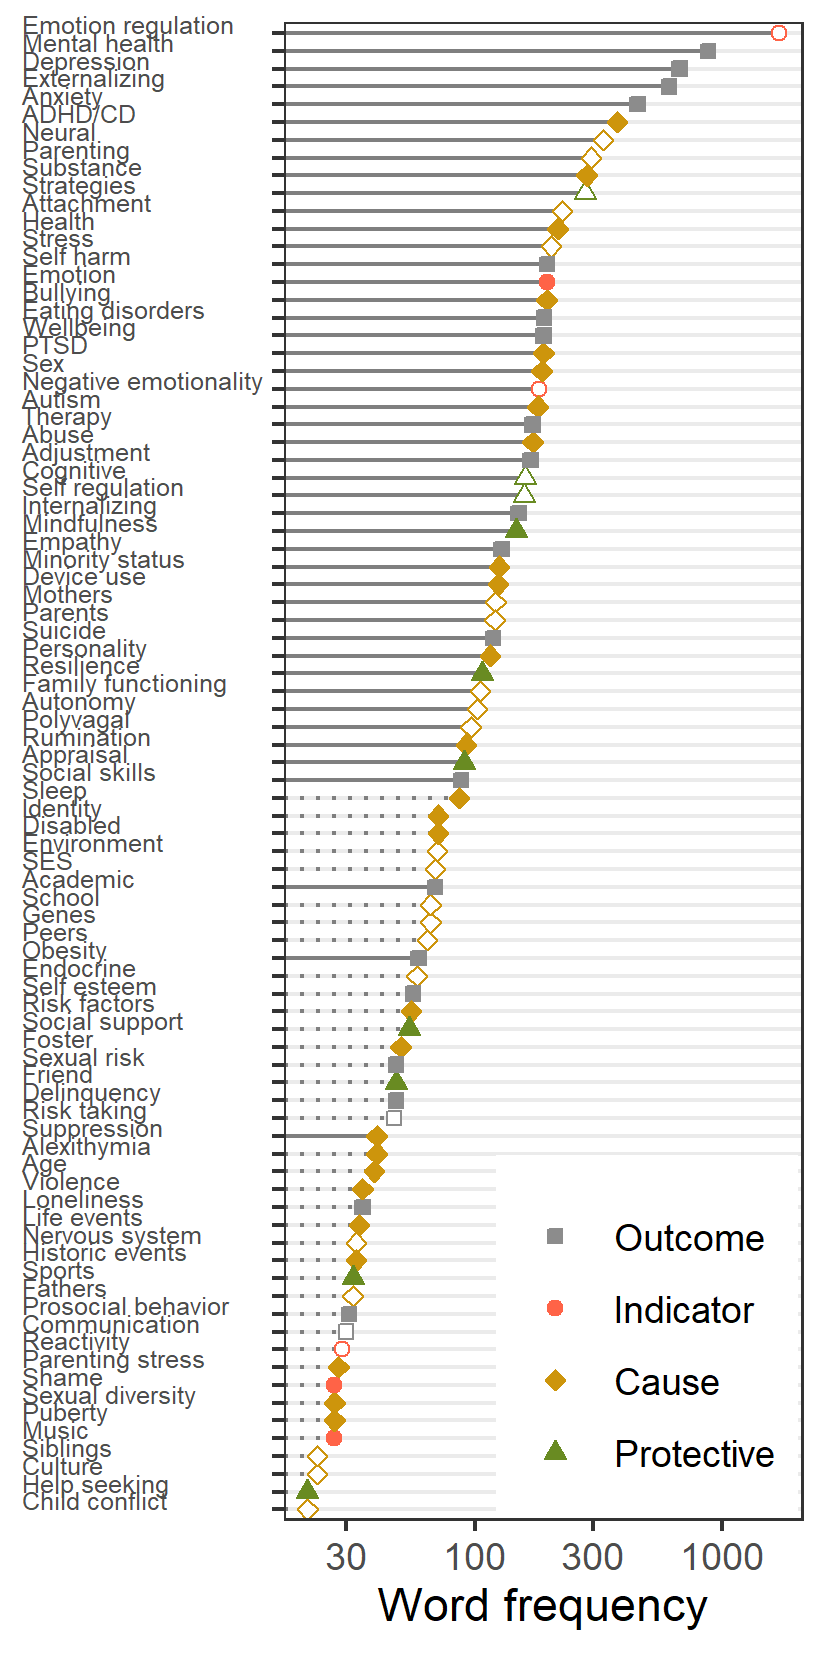 Emotion regulation
Mental health
Depression
Externalizing
Anxiety
ADHD/CD
Neural
Parenting
Substance
Strategies
Attachment
Health
Stress
Self harm
Emotion
Bullying
Eating disorders
Wellbeing
PTSD
Sex
Negative emotionality
Autism
Therapy
Abuse
Adjustment
Cognitive
Self regulation
Internalizing
Mindfulness
Empathy
Minority status
Device use
Mothers
Parents
Suicide
Personality
Resilience
Family functioning
Autonomy
Polyvagal
Rumination
Appraisal
Social skills
Sleep
Identity
Disabled
Environment
SES
Academic
School
Genes
Peers
Obesity
Endocrine
Self esteem
Risk factors
Social support
Foster
Sexual risk
Friend
Delinquency
Risk taking
Suppression
Alexithymia
Age
Violence
Loneliness
Life events
Nervous system
Historic events
Sports
Fathers
Prosocial behavior
Communication
Reactivity
Parenting stress
Shame
Sexual diversity
Puberty
Music
Siblings
Culture
Help seeking
Child conflict
Outcome
Indicator
Cause
Protective
30 100 300 1000
Word frequency